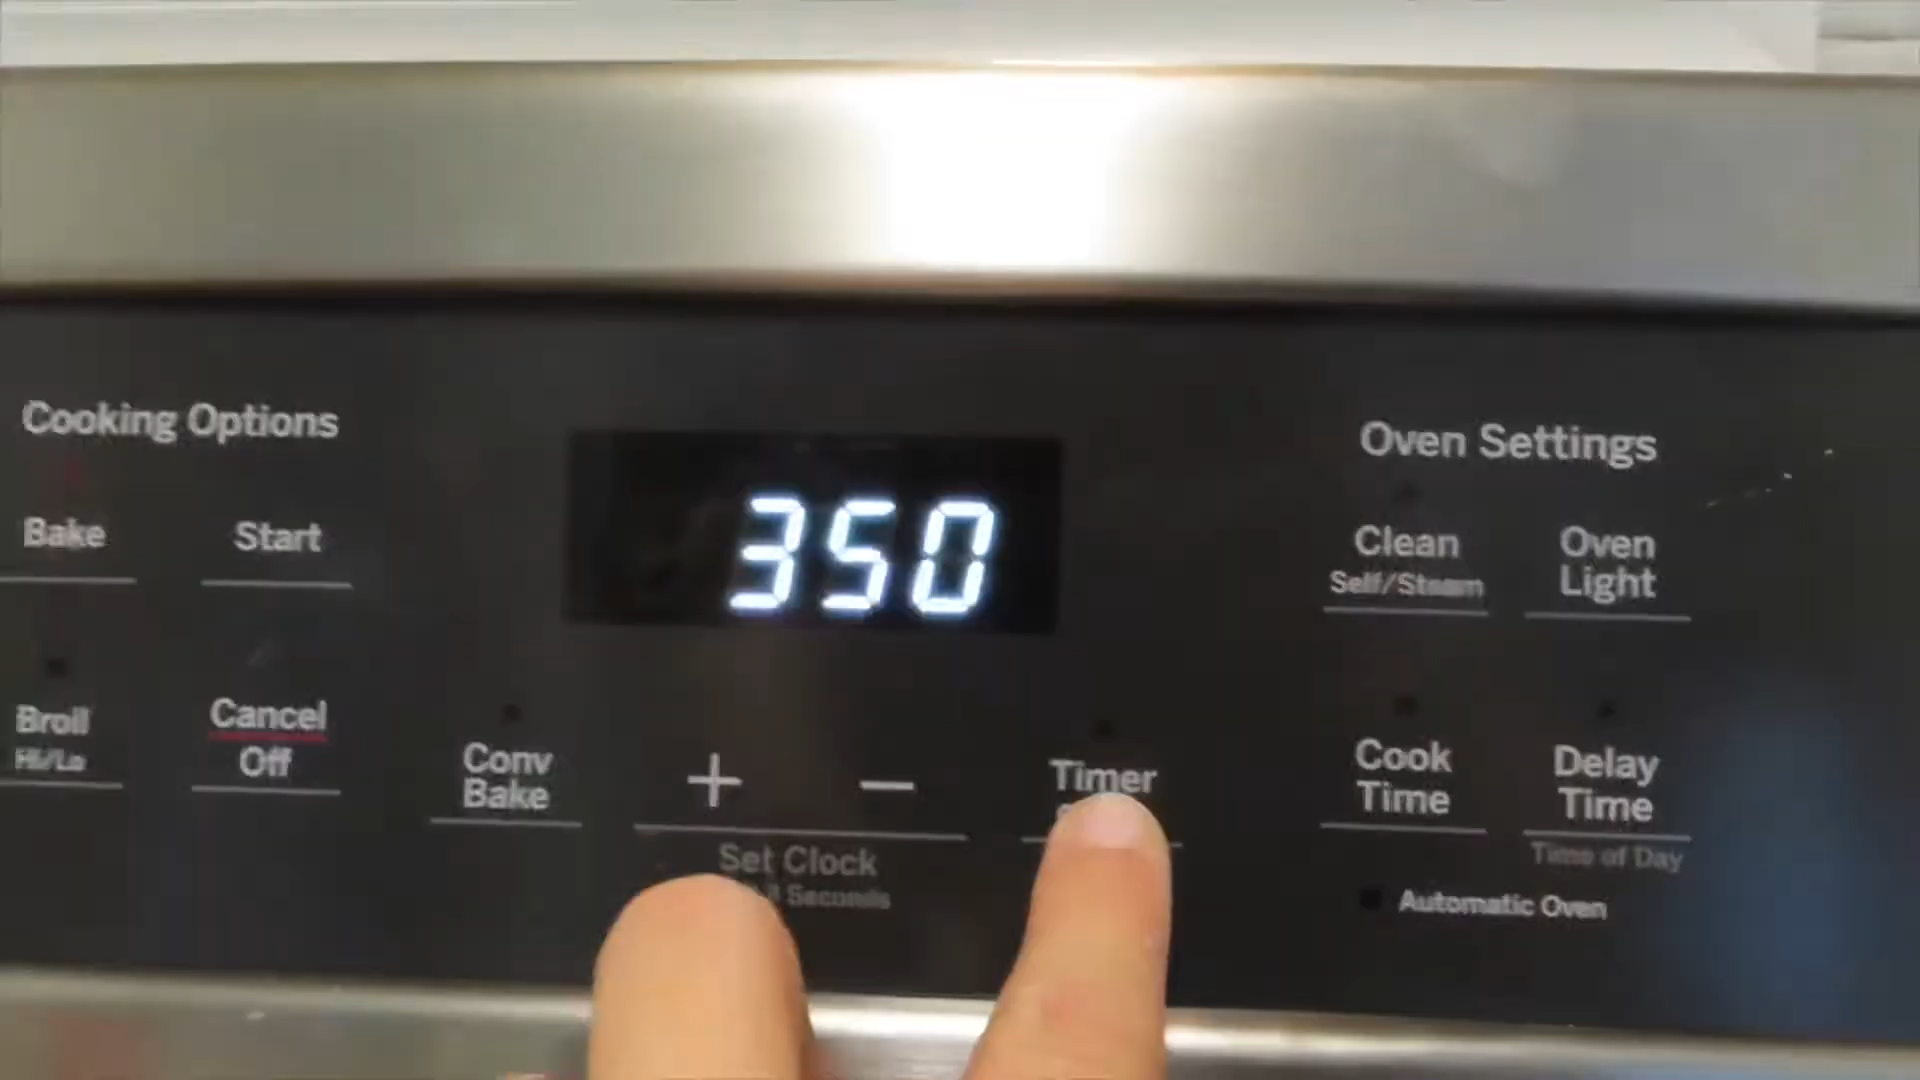 Cooking Options
Bake
Start
Broil
Hi/Lo
Cancel
Off
Conv
Bake
350
+
−
Set Clock
Seconds
Timer
Oven Settings
Clean
Self/Steam
Oven
Light
Cook
Time
Delay
Time
Time of Day
Automatic Oven